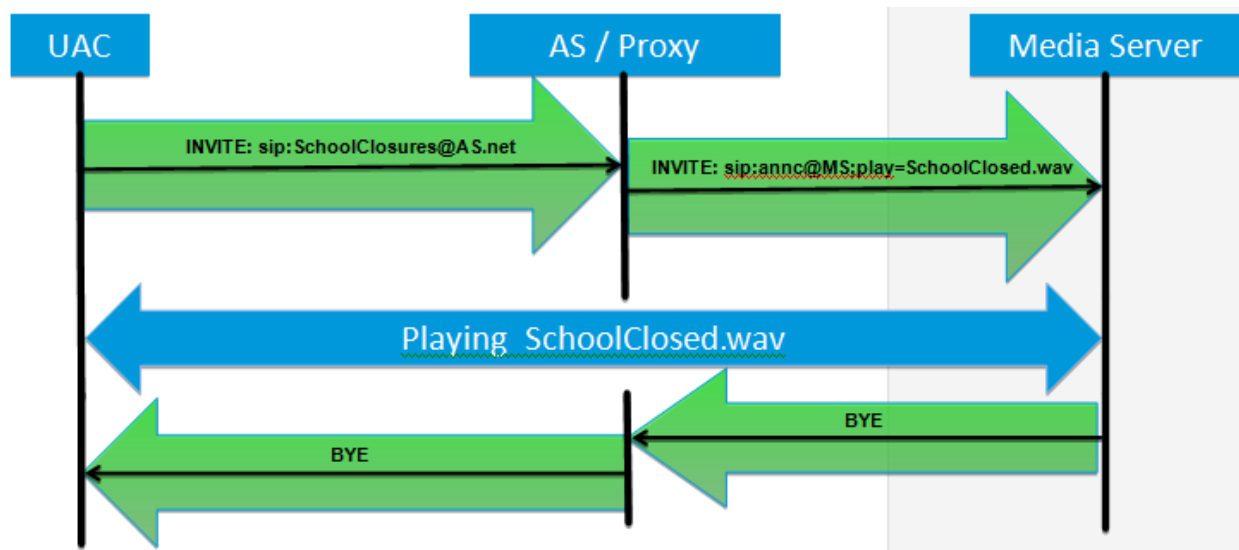 UAC
AS / Proxy
Media Server
INVITE: sip:SchoolClosures@AS.net
INVITE: sip:annc@MS;play=SchoolClosed.wav
Playing SchoolClosed.wav
BYE
BYE